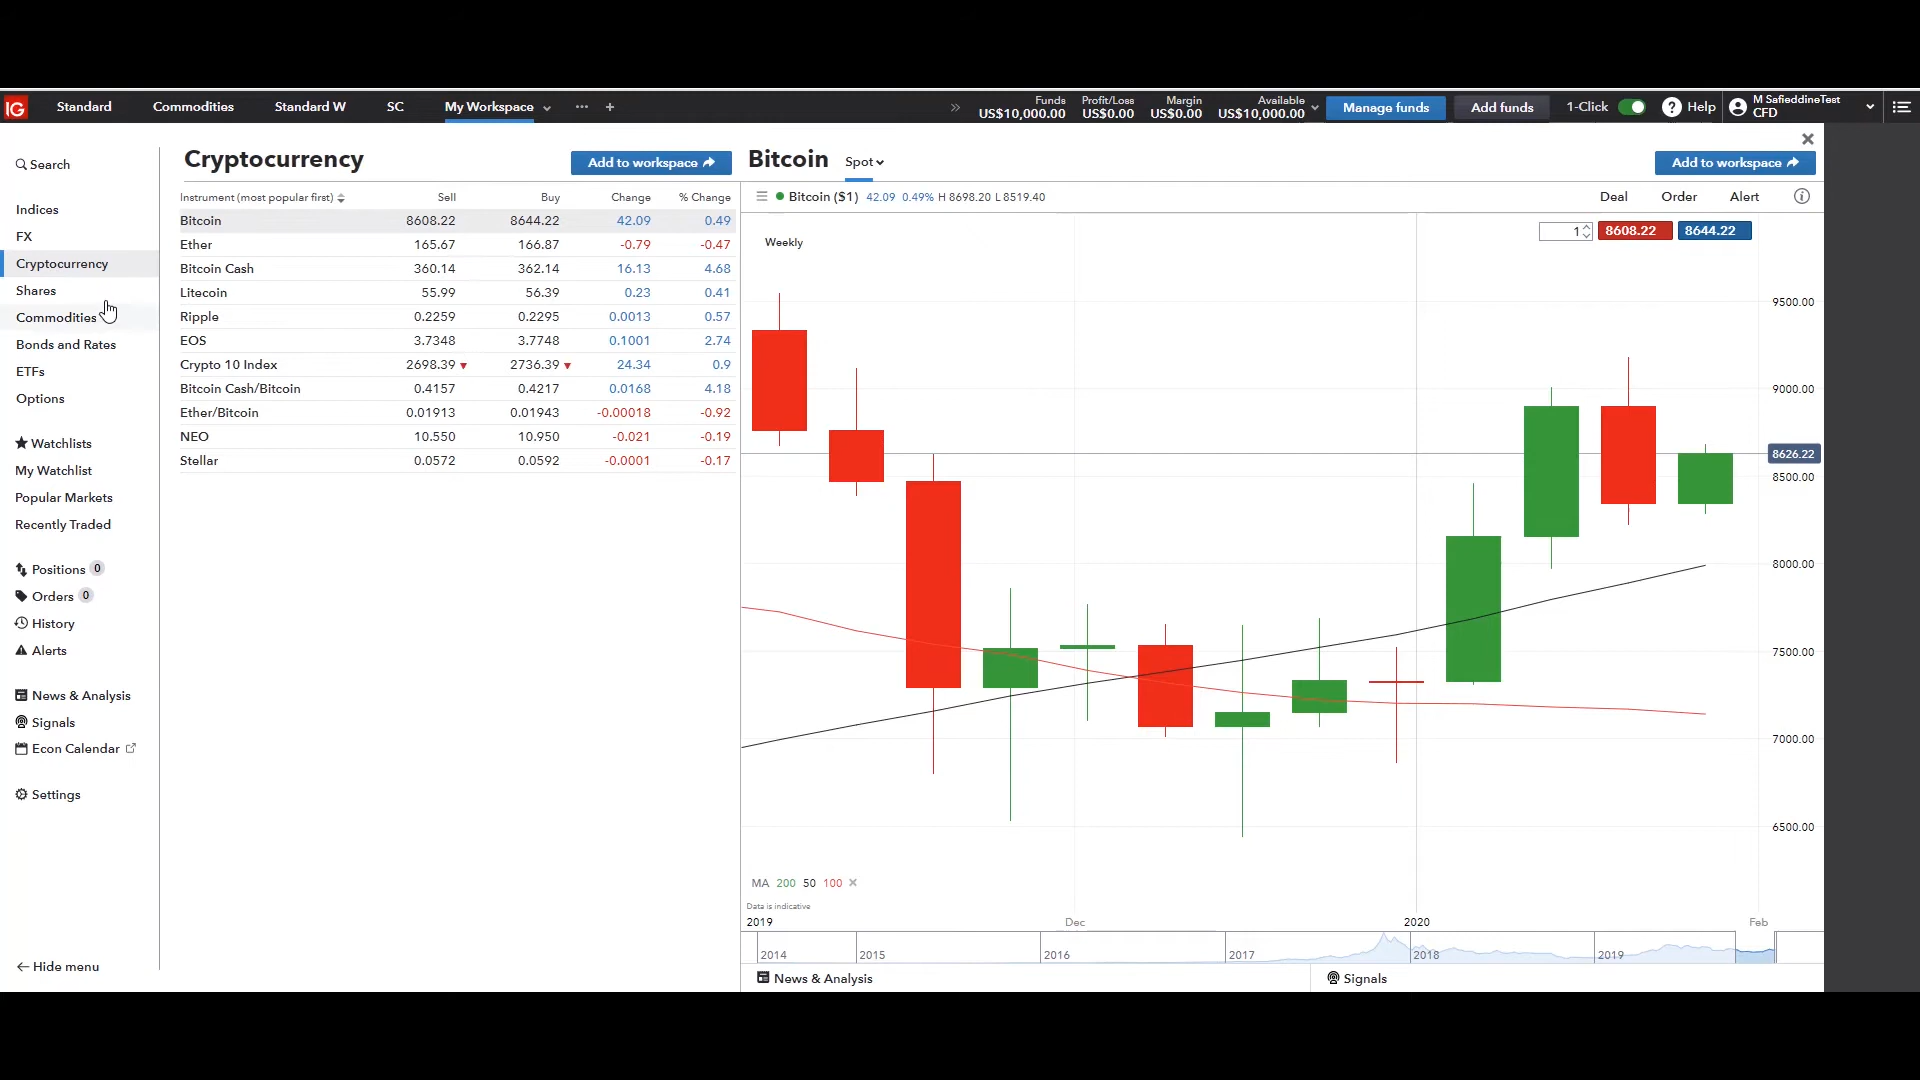 IG Standard Commodities Standard W SC My Workspace ••• + » Funds US$10,000.00 Profit/Loss US$0.00 Margin US$0.00 Available US$10,000.00 Manage funds Add funds 1-Click ? Help M SafieddineTest CFD
Search
Indices
FX
Cryptocurrency
Shares
Commodities
Bonds and Rates
ETFs
Options
Watchlists
My Watchlist
Popular Markets
Recently Traded
Positions 0
Orders 0
History
Alerts
News & Analysis
Signals
Econ Calendar
Settings
Hide menu
Cryptocurrency Add to workspace
Instrument (most popular first) Sell Buy Change % Change
Bitcoin 8608.22 8644.22 42.09 0.49
Ether 165.67 166.87 -0.79 -0.47
Bitcoin Cash 360.14 362.14 16.13 4.68
Litecoin 55.99 56.39 0.23 0.41
Ripple 0.2259 0.2295 0.0013 0.57
EOS 3.7348 3.7748 0.1001 2.74
Crypto 10 Index 2698.39 2736.39 24.34 0.9
Bitcoin Cash/Bitcoin 0.4157 0.4217 0.0168 4.18
Ether/Bitcoin 0.01913 0.01943 -0.00018 -0.92
NEO 10.550 10.950 -0.021 -0.19
Stellar 0.0572 0.0592 -0.0001 -0.17
Bitcoin Spot Add to workspace
Bitcoin ($1) 42.09 0.49% H 8698.20 L 8519.40 Deal Order Alert
1 8608.22 8644.22
Weekly
9500.00
9000.00
8626.22
8500.00
8000.00
7500.00
7000.00
6500.00
MA 200 50 100
Data is indicative
2019 Dec 2020 Feb
2014 2015 2016 2017 2018 2019
News & Analysis Signals